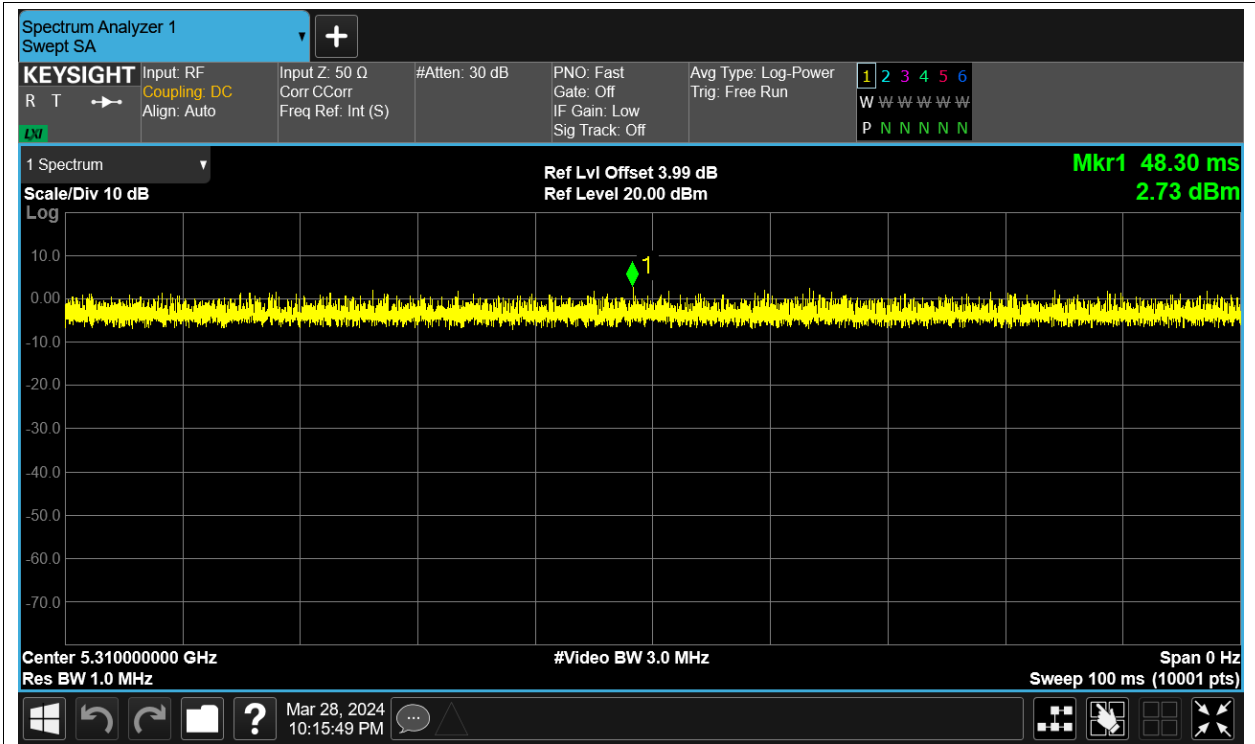 Spectrum Analyzer 1
Swept SA
KEYSIGHT
R T
LXI
Input: RF
Coupling: DC
Align: Auto
Input Z: 50 Ω
Corr CCorr
Freq Ref: Int (S)
#Atten: 30 dB
PNO: Fast
Gate: Off
IF Gain: Low
Sig Track: Off
Avg Type: Log-Power
Trig: Free Run
1 2 3 4 5 6
W W W W W W
P N N N N N
1 Spectrum
Scale/Div 10 dB
Ref Lvl Offset 3.99 dB
Ref Level 20.00 dBm
Mkr1 48.30 ms
2.73 dBm
Log
10.0
0.00
-10.0
-20.0
-30.0
-40.0
-50.0
-60.0
-70.0
1
Center 5.310000000 GHz
Res BW 1.0 MHz
#Video BW 3.0 MHz
Span 0 Hz
Sweep 100 ms (10001 pts)
?
Mar 28, 2024
10:15:49 PM